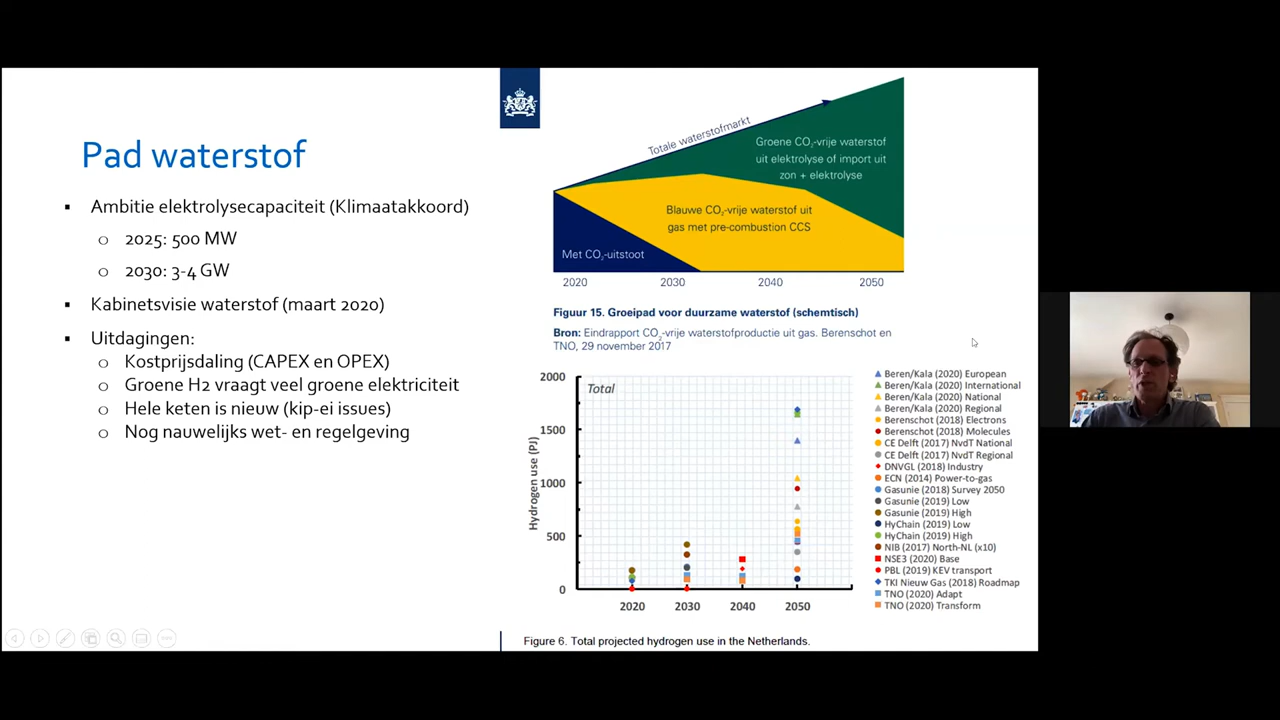 Pad waterstof
▪ Ambitie elektrolysecapaciteit (Klimaatakkoord)
o 2025: 500 MW
o 2030: 3-4 GW
▪ Kabinetsvisie waterstof (maart 2020)
▪ Uitdagingen:
o Kostprijsdaling (CAPEX en OPEX)
o Groene H2 vraagt veel groene elektriciteit
o Hele keten is nieuw (kip-ei issues)
o Nog nauwelijks wet- en regelgeving
Totale waterstofmarkt
Groene CO₂-vrije waterstof
uit elektrolyse of import uit
zon + elektrolyse
Blauwe CO₂-vrije waterstof uit
gas met pre-combustion CCS
Met CO₂-uitstoot
2020 2030 2040 2050
Figuur 15. Groeipad voor duurzame waterstof (schemtisch)
Bron: Eindrapport CO₂-vrije waterstofproductie uit gas. Berenschot en
TNO, 29 november 2017
Total
Hydrogen use (PJ)
2000
1500
1000
500
0
2020 2030 2040 2050
Beren/Kala (2020) European
Beren/Kala (2020) International
Beren/Kala (2020) National
Beren/Kala (2020) Regional
Berenschot (2018) Electrons
Berenschot (2018) Molecules
CE Delft (2017) NvdT National
CE Delft (2017) NvdT Regional
DNVGL (2018) Industry
ECN (2014) Power-to-gas
Gasunie (2018) Survey 2050
Gasunie (2019) Low
Gasunie (2019) High
HyChain (2019) Low
HyChain (2019) High
NIB (2017) North-NL (x10)
NSE3 (2020) Base
PBL (2019) KEV transport
TKI Nieuw Gas (2018) Roadmap
TNO (2020) Adapt
TNO (2020) Transform
Figure 6. Total projected hydrogen use in the Netherlands.